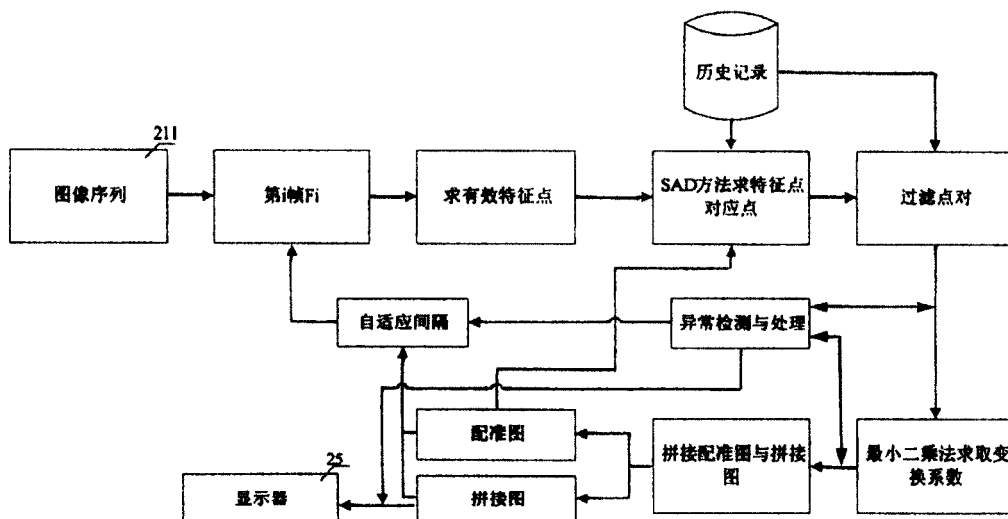 历史记录
211
图像序列
第i帧Fi
求有效特征点
SAD方法求特征点
对应点
过滤点对
自适应间隔
异常检测与处理
配准图
拼接配准图与拼接
图
最小二乘法求取变
换系数
25
显示器
拼接图